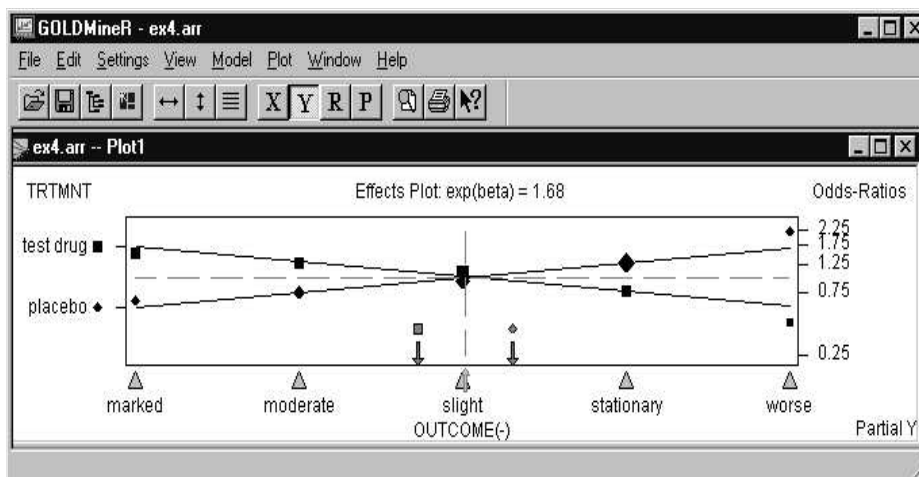 GOLDMineR - ex4.arr
File Edit Settings View Model Plot Window Help
X Y R P
ex4.arr -- Plot1
TRTMNT Effects Plot: exp(beta) = 1.68 Odds-Ratios
2.25
test drug 1.75
1.25
placebo 0.75
0.25
marked moderate slight stationary worse
OUTCOME(-) Partial Y